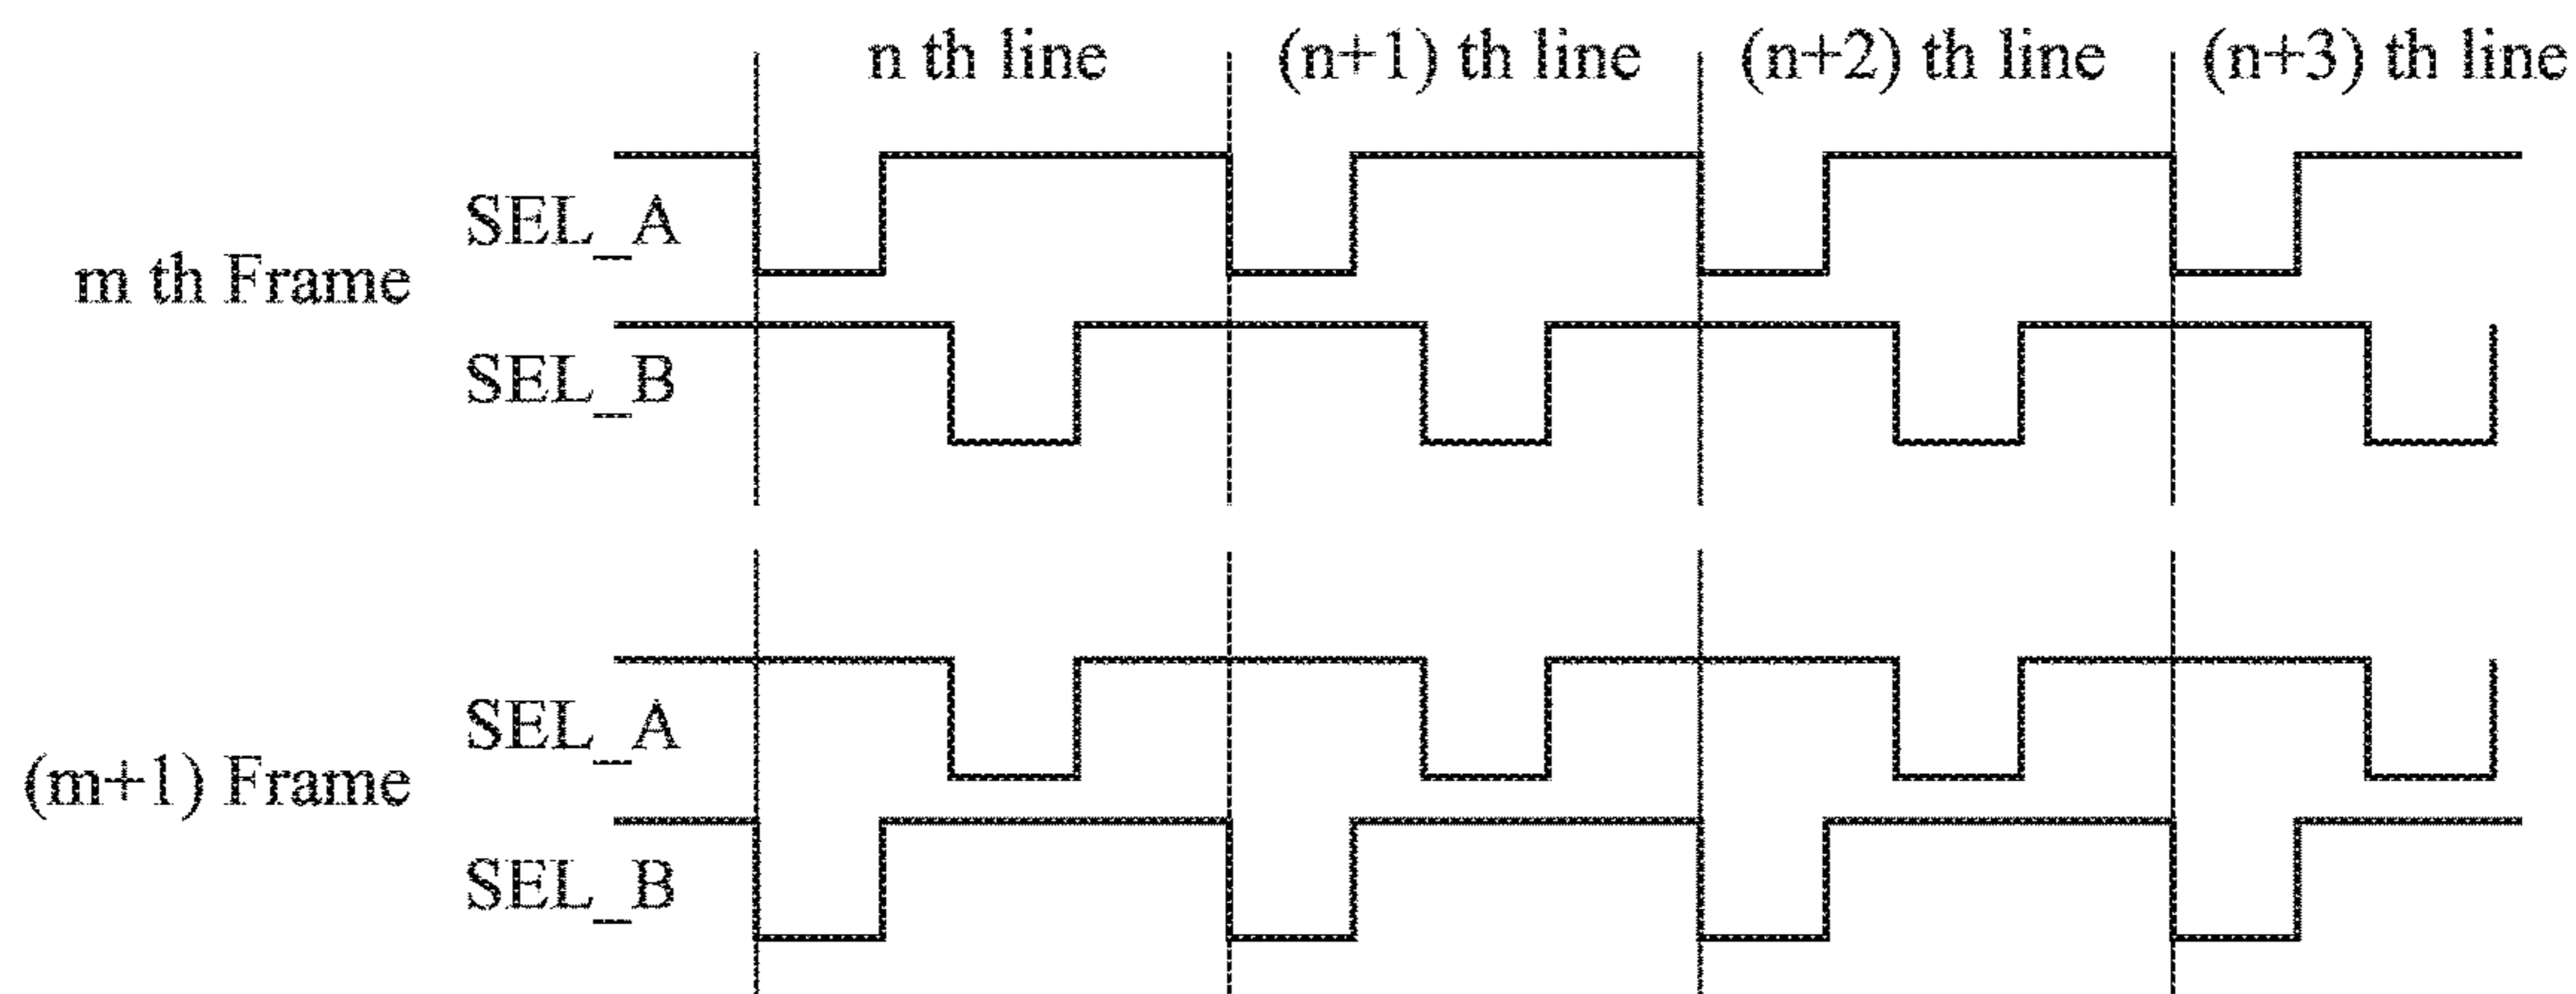 n th line (n+1) th line (n+2) th line (n+3) th line
SEL_A
m th Frame
SEL_B
SEL_A
(m+1) Frame
SEL_B